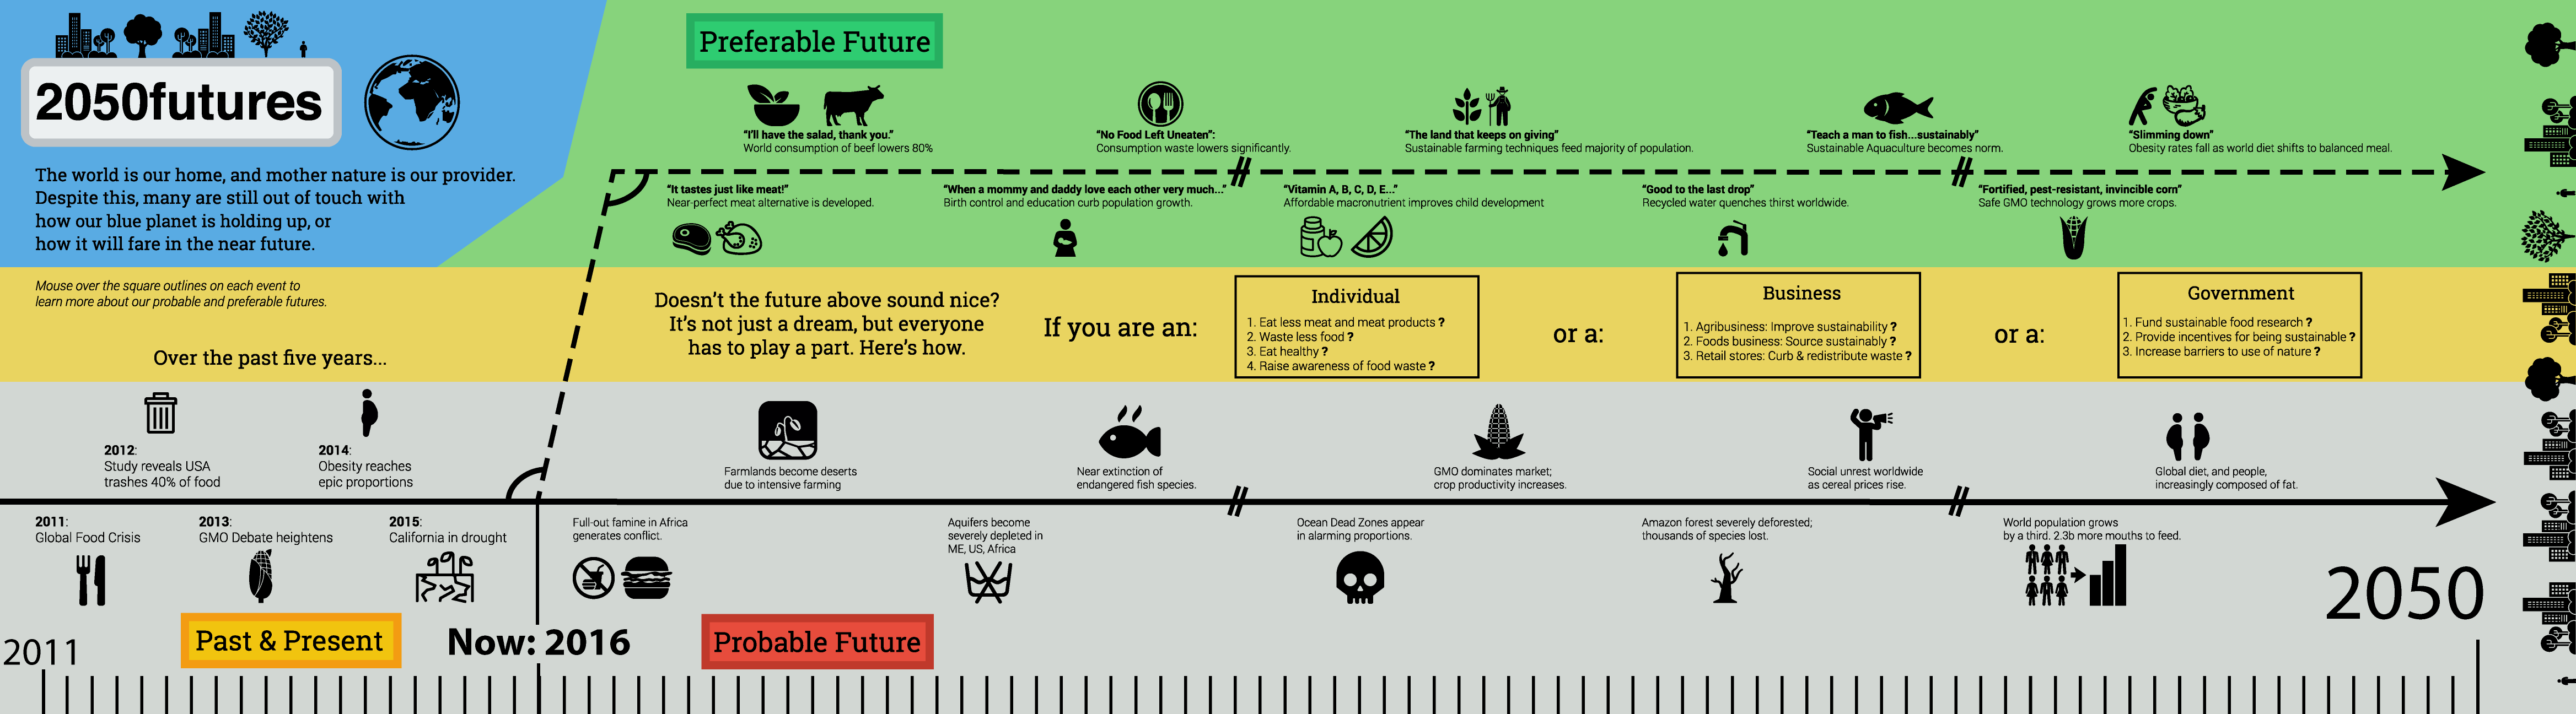 2050futures
The world is our home, and mother nature is our provider.
Despite this, many are still out of touch with
how our blue planet is holding up, or
how it will fare in the near future.
Preferable Future
“I'll have the salad, thank you.”
World consumption of beef lowers 80%
“No Food Left Uneaten”:
Consumption waste lowers significantly.
“The land that keeps on giving”
Sustainable farming techniques feed majority of population.
“Teach a man to fish...sustainably”
Sustainable Aquaculture becomes norm.
“Slimming down”
Obesity rates fall as world diet shifts to balanced meal.
“It tastes just like meat!”
Near-perfect meat alternative is developed.
“When a mommy and daddy love each other very much...”
Birth control and education curb population growth.
“Vitamin A, B, C, D, E...”
Affordable macronutrient improves child development
“Good to the last drop”
Recycled water quenches thirst worldwide.
“Fortified, pest-resistant, invincible corn”
Safe GMO technology grows more crops.
Mouse over the square outlines on each event to
learn more about our probable and preferable futures.
Over the past five years...
Doesn't the future above sound nice?
It's not just a dream, but everyone
has to play a part. Here's how.
If you are an:
Individual
1. Eat less meat and meat products ?
2. Waste less food ?
3. Eat healthy ?
4. Raise awareness of food waste ?
or a:
Business
1. Agribusiness: Improve sustainability ?
2. Foods business: Source sustainably ?
3. Retail stores: Curb & redistribute waste ?
or a:
Government
1. Fund sustainable food research ?
2. Provide incentives for being sustainable ?
3. Increase barriers to use of nature ?
2012:
Study reveals USA
trashes 40% of food
2014:
Obesity reaches
epic proportions
Farmlands become deserts
due to intensive farming
Near extinction of
endangered fish species.
GMO dominates market;
crop productivity increases.
Social unrest worldwide
as cereal prices rise.
Global diet, and people,
increasingly composed of fat.
2011:
Global Food Crisis
2013:
GMO Debate heightens
2015:
California in drought
Full-out famine in Africa
generates conflict.
Aquifers become
severely depleted in
ME, US, Africa
Ocean Dead Zones appear
in alarming proportions.
Amazon forest severely deforested;
thousands of species lost.
World population grows
by a third. 2.3b more mouths to feed.
2011
Past & Present
Now: 2016
Probable Future
2050